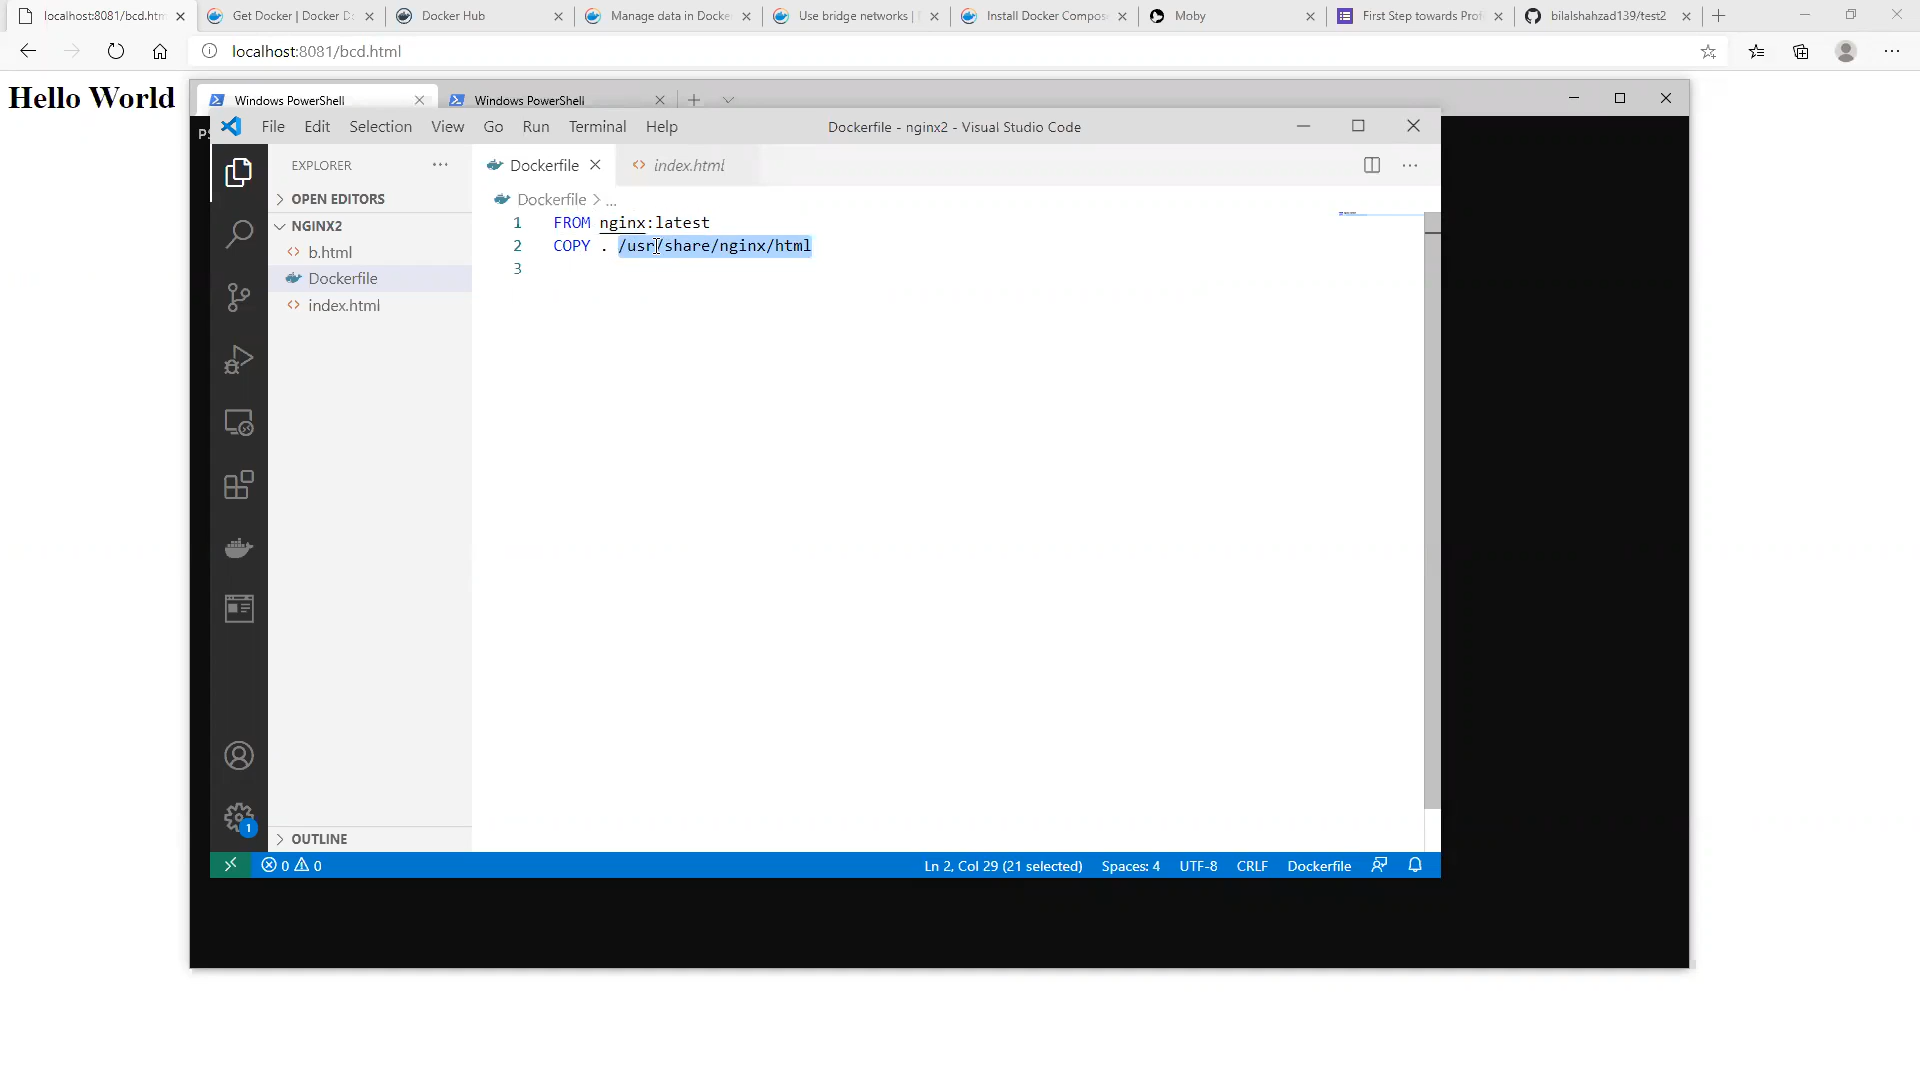 localhost:8081/bcd.htm
Get Docker | Docker D
Docker Hub
Manage data in Docke
Use bridge networks |
Install Docker Compos
Moby
First Step towards Prof
bilalshahzad139/test2
localhost:8081/bcd.html
Hello World
Windows PowerShell
Windows PowerShell
PS
File Edit Selection View Go Run Terminal Help
Dockerfile - nginx2 - Visual Studio Code
EXPLORER
Dockerfile
index.html
OPEN EDITORS
Dockerfile > ...
NGINX2
b.html
Dockerfile
index.html
1 FROM nginx:latest
2 COPY . /usr/share/nginx/html
3
OUTLINE
1
0 0
Ln 2, Col 29 (21 selected) Spaces: 4 UTF-8 CRLF Dockerfile